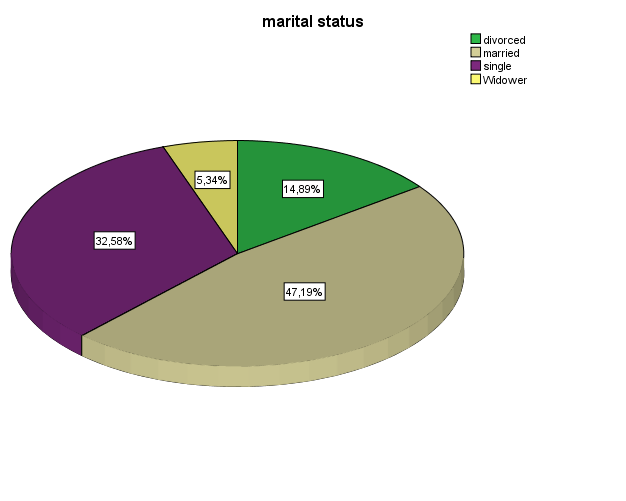 marital status
divorced
married
single
Widower
5,34%
14,89%
32,58%
47,19%